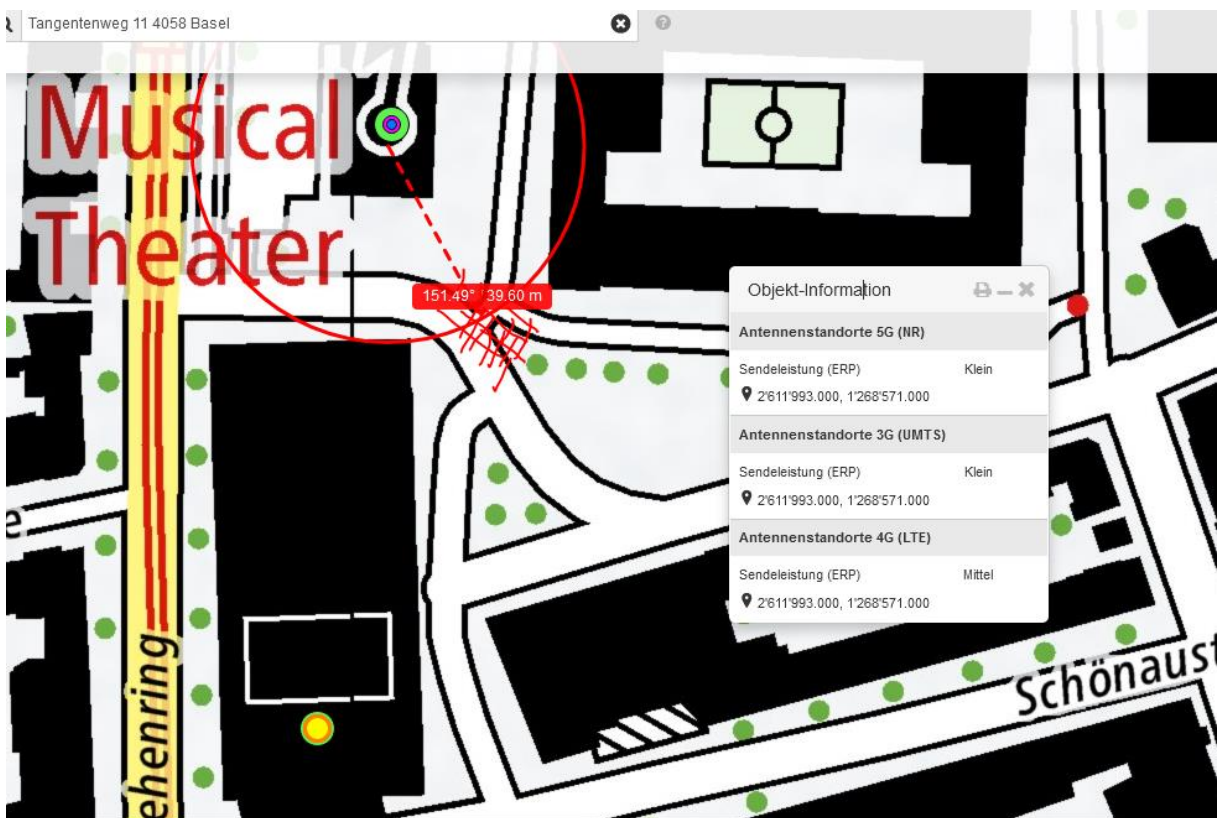 Tangentenweg 11 4058 Basel
Musical
Theater
151.49° 39.60 m
Objekt-Information
Antennenstandorte 5G (NR)
Sendeleistung (ERP) Klein
2'611'993.000, 1'268'571.000
Antennenstandorte 3G (UMTS)
Sendeleistung (ERP) Klein
2'611'993.000, 1'268'571.000
Antennenstandorte 4G (LTE)
Sendeleistung (ERP) Mittel
2'611'993.000, 1'268'571.000
ehenring
Schönaust